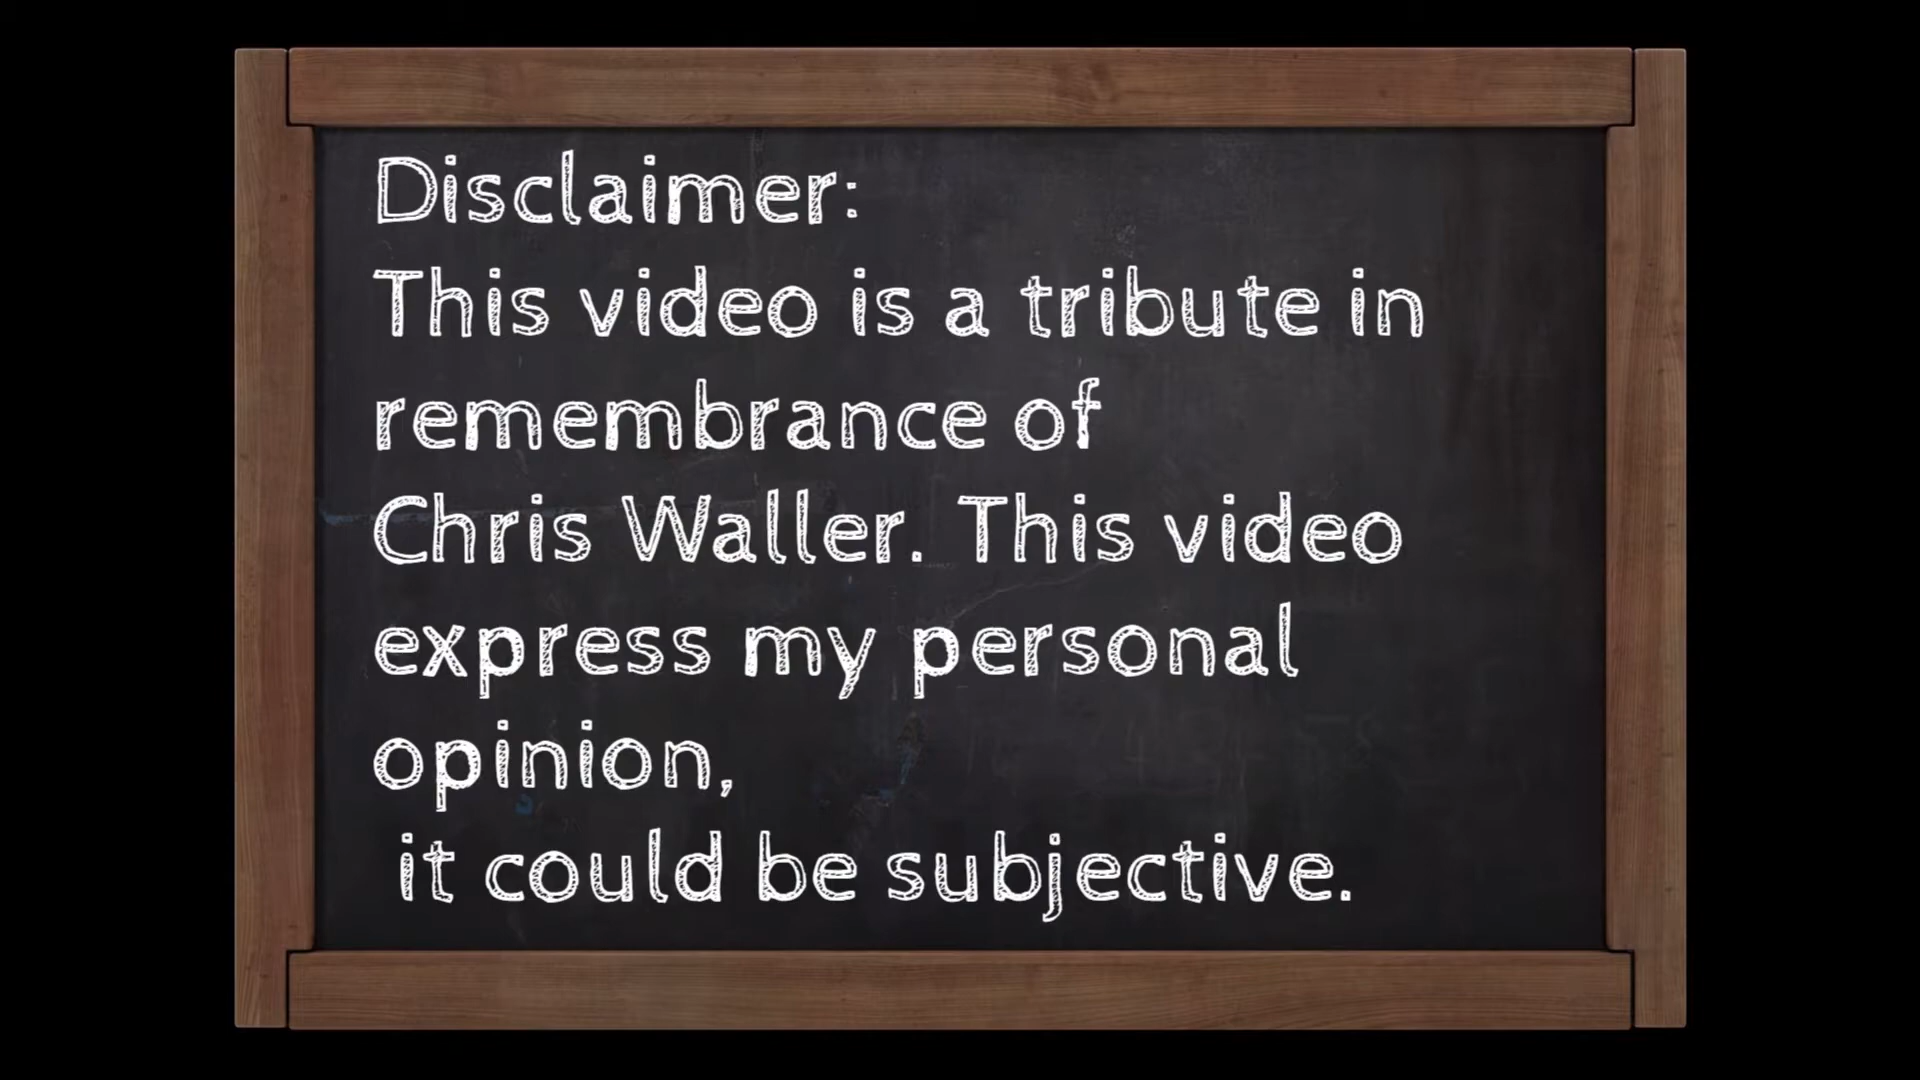 Disclaimer:
This video is a tribute in
remembrance of
Chris Waller. This video
express my personal
opinion,
it could be subjective.